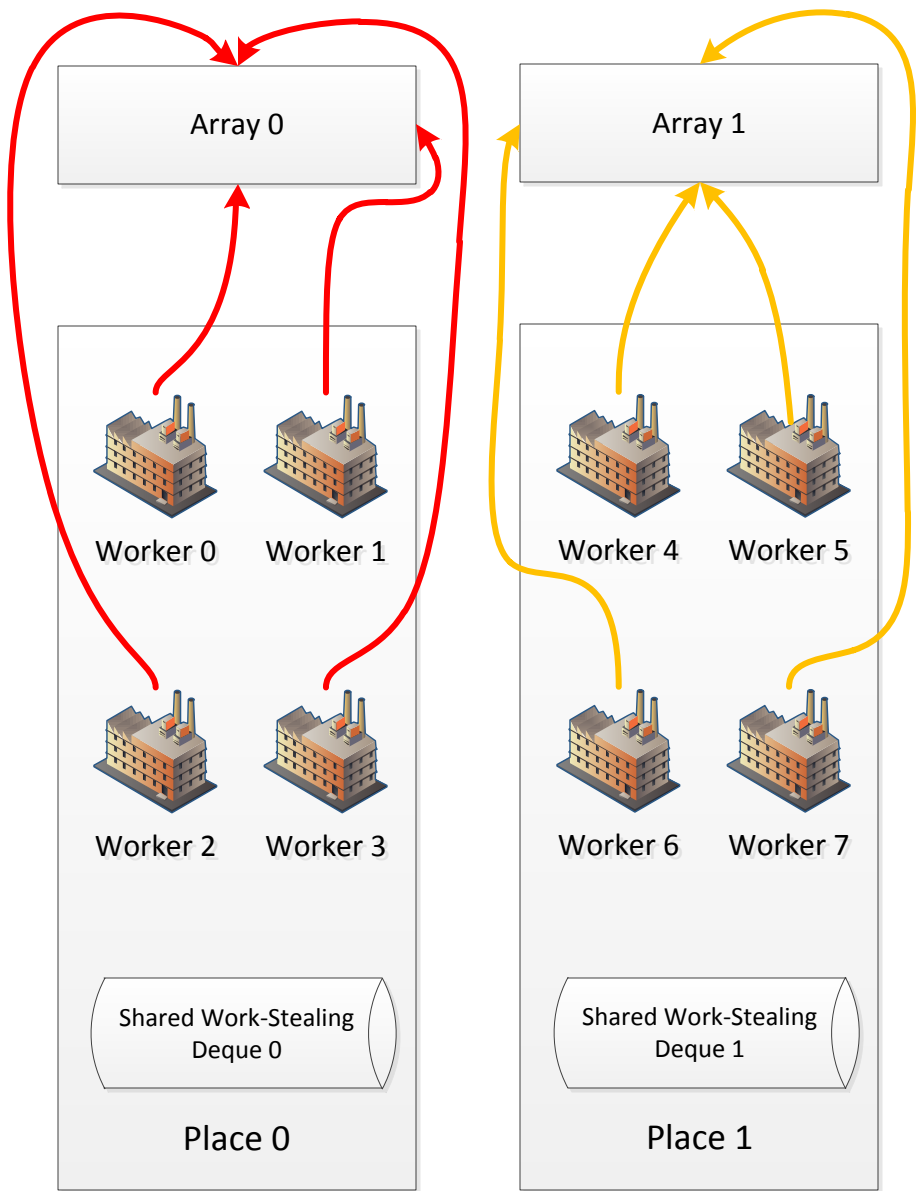 Array 0
Array 1
Worker 0
Worker 1
Worker 4
Worker 5
Worker 2
Worker 3
Worker 6
Worker 7
Shared Work-Stealing
Deque 0
Shared Work-Stealing
Deque 1
Place 0
Place 1